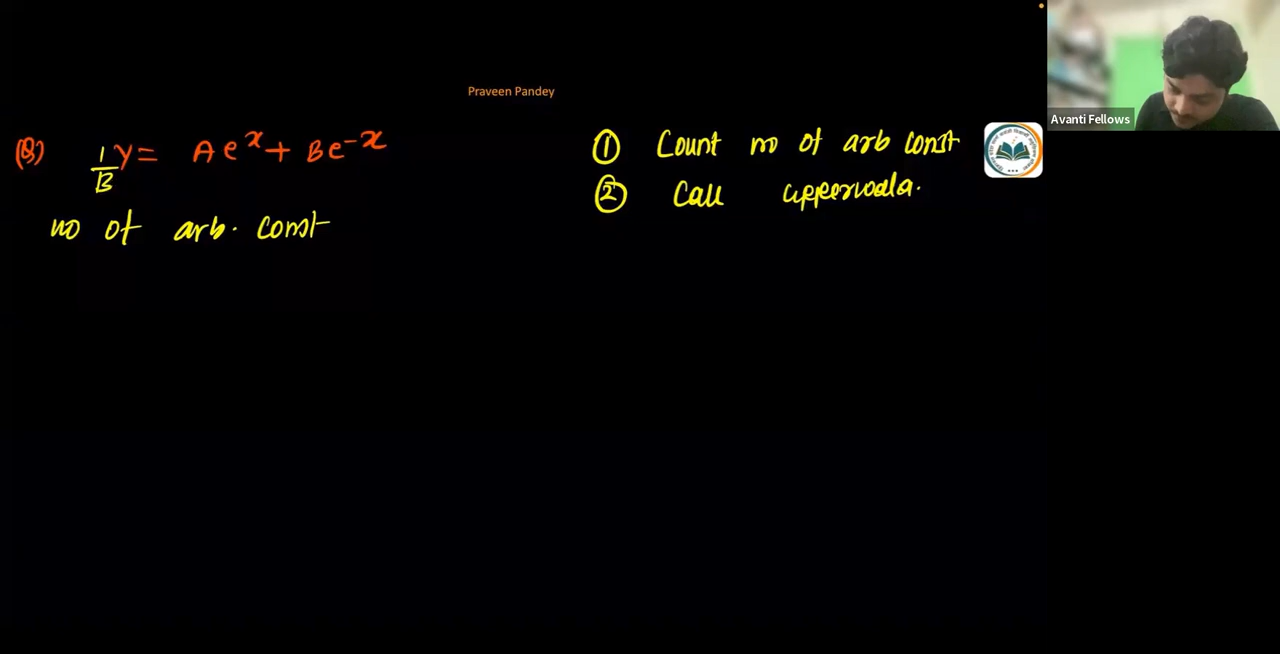 Praveen Pandey
Avanti Fellows
(Q) 1/B y = Ae^x + Be^-x
no of arb. const
① Count no of arb const
② Call upperwala.